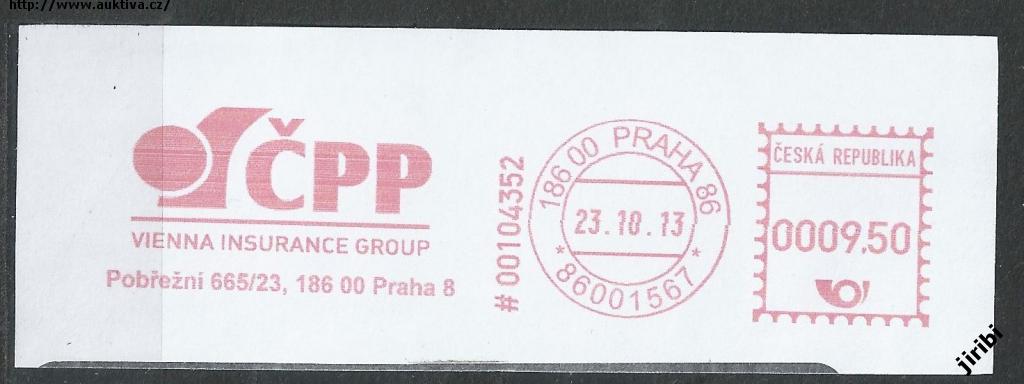 http://www.auktiva.cz/
ČPP
VIENNA INSURANCE GROUP
Pobřežní 665/23, 186 00 Praha 8
# 00104352
186 00 PRAHA 86
23.10.13
* 86001567 *
ČESKÁ REPUBLIKA
0009,50
jiribi